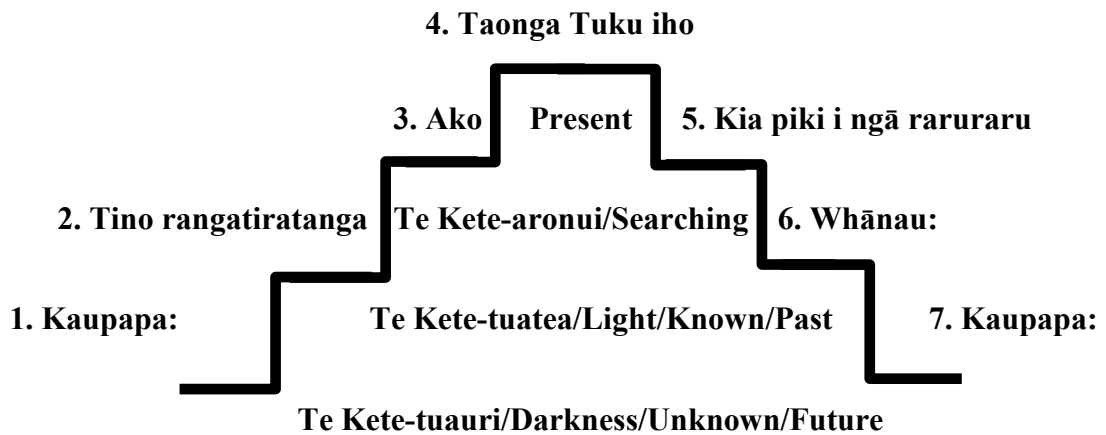 4. Taonga Tuku iho
3. Ako Present 5. Kia piki i ngā raruraru
2. Tino rangatiratanga Te Kete-aronui/Searching 6. Whānau:
1. Kaupapa: Te Kete-tuatea/Light/Known/Past 7. Kaupapa:
Te Kete-tuauri/Darkness/Unknown/Future